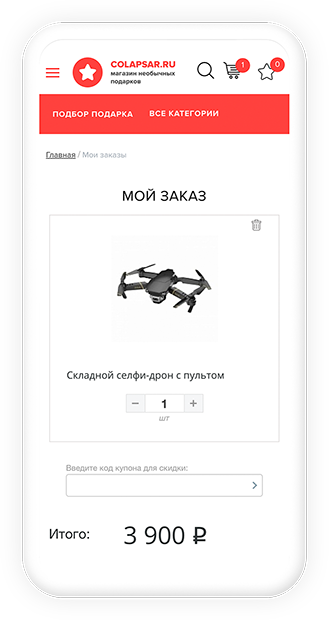 COLAPSAR.RU
магазин необычных
подарков
1
0
ПОДБОР ПОДАРКА ВСЕ КАТЕГОРИИ
Главная / Мои заказы
МОЙ ЗАКАЗ
Складной селфи-дрон с пультом
− 1 +
шт
Введите код купона для скидки:
Итого: 3 900 ₽